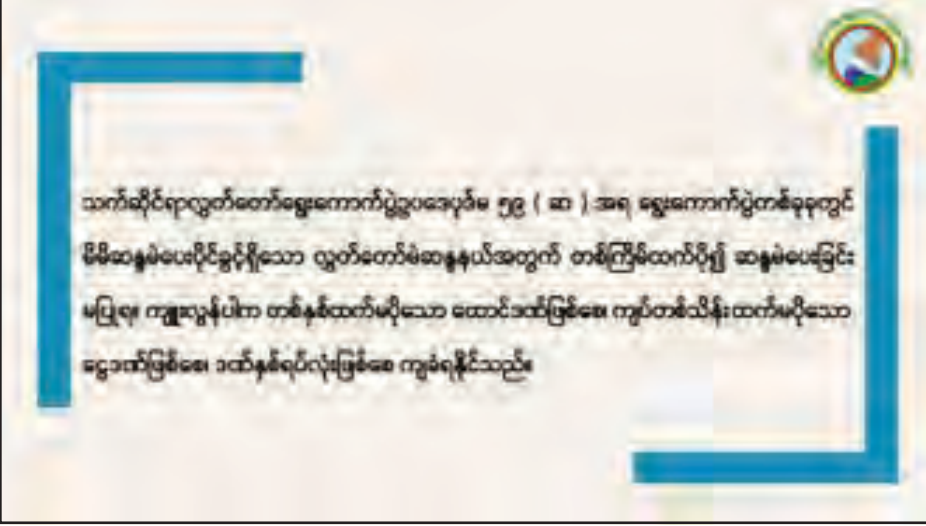 သက်ဆိုင်ရာလွှတ်တော်ရွေးကောက်ပွဲဥပဒေပုဒ်မ ၅၉ ( ဆ ) အရ ရွေးကောက်ပွဲတစ်ခုခုတွင်
မိမိဆန္ဒမဲပေးပိုင်ခွင့်ရှိသော လွှတ်တော်မဲဆန္ဒနယ်အတွက် တစ်ကြိမ်ထက်ပို၍ ဆန္ဒမဲပေးခြင်း
မပြုရ။ ကျူးလွန်ပါက တစ်နှစ်ထက်မပိုသော ထောင်ဒဏ်ဖြစ်စေ၊ ကျပ်တစ်သိန်းထက်မပိုသော
ငွေဒဏ်ဖြစ်စေ၊ ဒဏ်နှစ်ရပ်လုံးဖြစ်စေ ကျခံရနိုင်သည်။